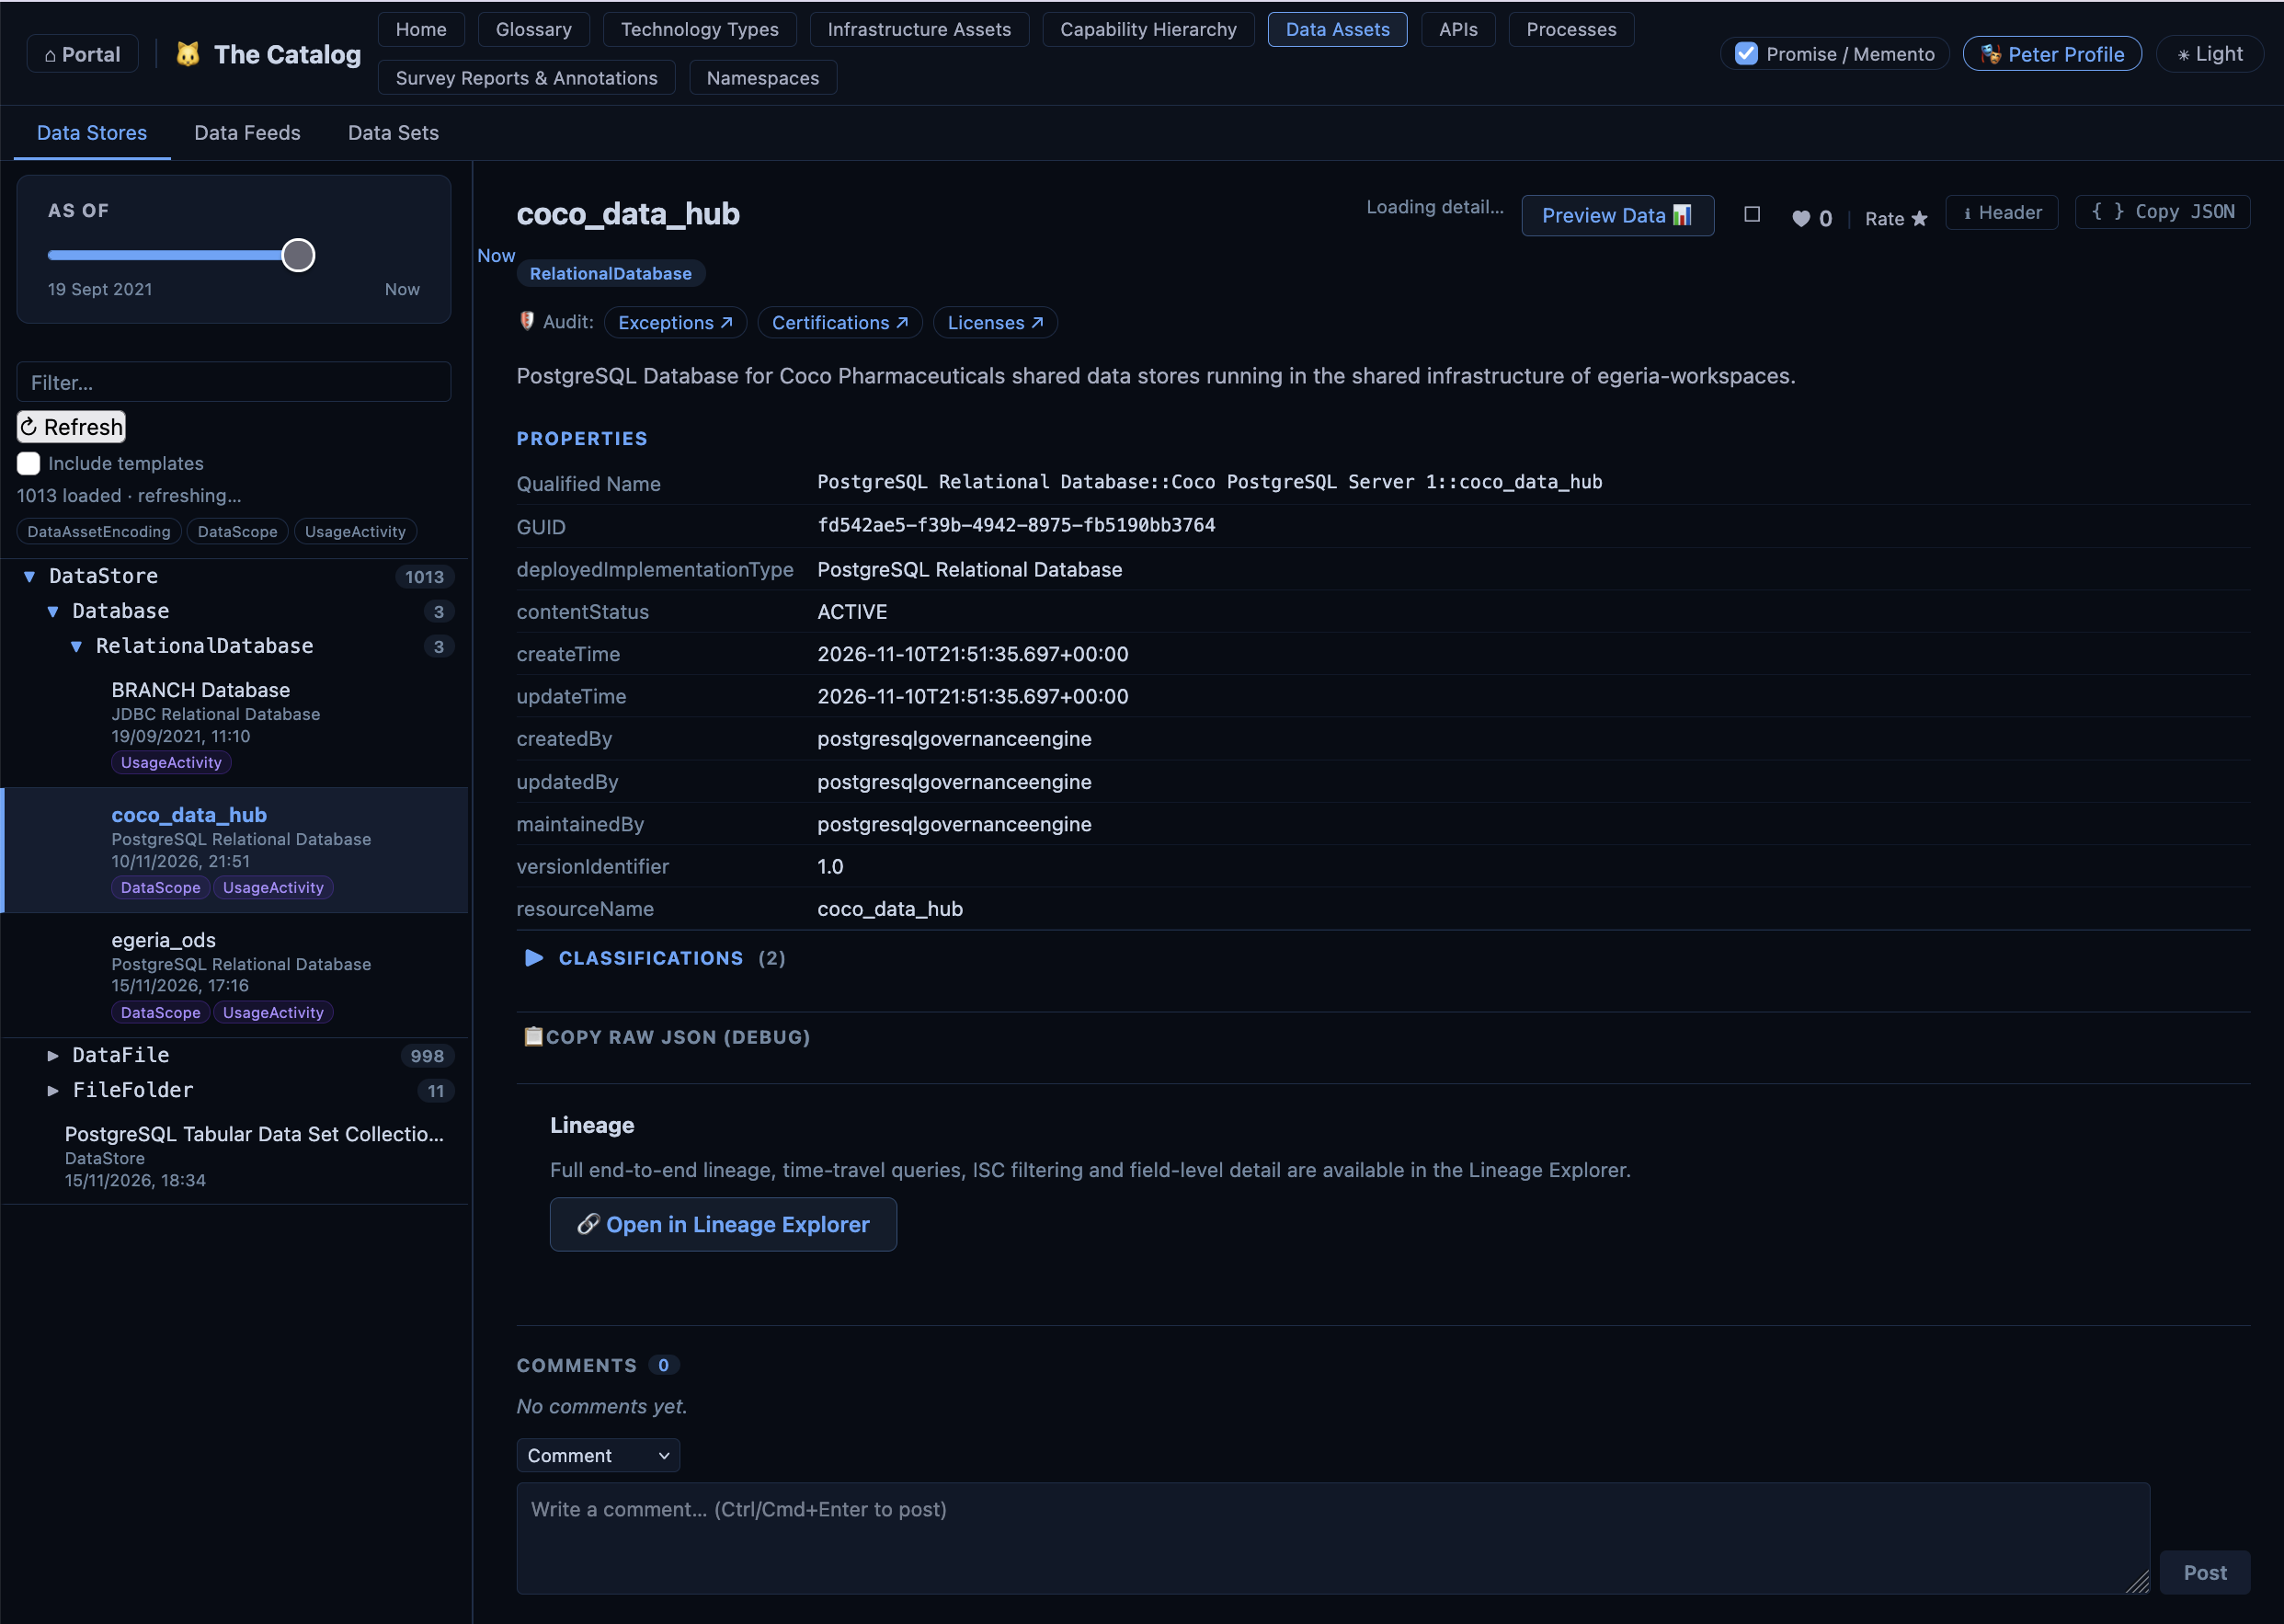 ⌂ Portal
🐱 The Catalog
Home
Glossary
Technology Types
Infrastructure Assets
Capability Hierarchy
Data Assets
APIs
Processes
Survey Reports & Annotations
Namespaces
Promise / Memento
🎭 Peter Profile
☀ Light
Data Stores
Data Feeds
Data Sets
AS OF
Now
19 Sept 2021
Now
Filter...
↻ Refresh
Include templates
1013 loaded · refreshing...
DataAssetEncoding
DataScope
UsageActivity
▼ DataStore 1013
▼ Database 3
▼ RelationalDatabase 3
BRANCH Database
JDBC Relational Database
19/09/2021, 11:10
UsageActivity
coco_data_hub
PostgreSQL Relational Database
10/11/2026, 21:51
DataScope UsageActivity
egeria_ods
PostgreSQL Relational Database
15/11/2026, 17:16
DataScope UsageActivity
▶ DataFile 998
▶ FileFolder 11
PostgreSQL Tabular Data Set Collectio...
DataStore
15/11/2026, 18:34
coco_data_hub
Loading detail...
Preview Data 📊
♥ 0
Rate ★
ℹ Header
{ } Copy JSON
RelationalDatabase
Audit: Exceptions ↗ Certifications ↗ Licenses ↗
PostgreSQL Database for Coco Pharmaceuticals shared data stores running in the shared infrastructure of egeria-workspaces.
PROPERTIES
Qualified Name PostgreSQL Relational Database::Coco PostgreSQL Server 1::coco_data_hub
GUID fd542ae5-f39b-4942-8975-fb5190bb3764
deployedImplementationType PostgreSQL Relational Database
contentStatus ACTIVE
createTime 2026-11-10T21:51:35.697+00:00
updateTime 2026-11-10T21:51:35.697+00:00
createdBy postgresqlgovernanceengine
updatedBy postgresqlgovernanceengine
maintainedBy postgresqlgovernanceengine
versionIdentifier 1.0
resourceName coco_data_hub
▶ CLASSIFICATIONS (2)
📋COPY RAW JSON (DEBUG)
Lineage
Full end-to-end lineage, time-travel queries, ISC filtering and field-level detail are available in the Lineage Explorer.
🔗 Open in Lineage Explorer
COMMENTS 0
No comments yet.
Comment
Write a comment... (Ctrl/Cmd+Enter to post)
Post